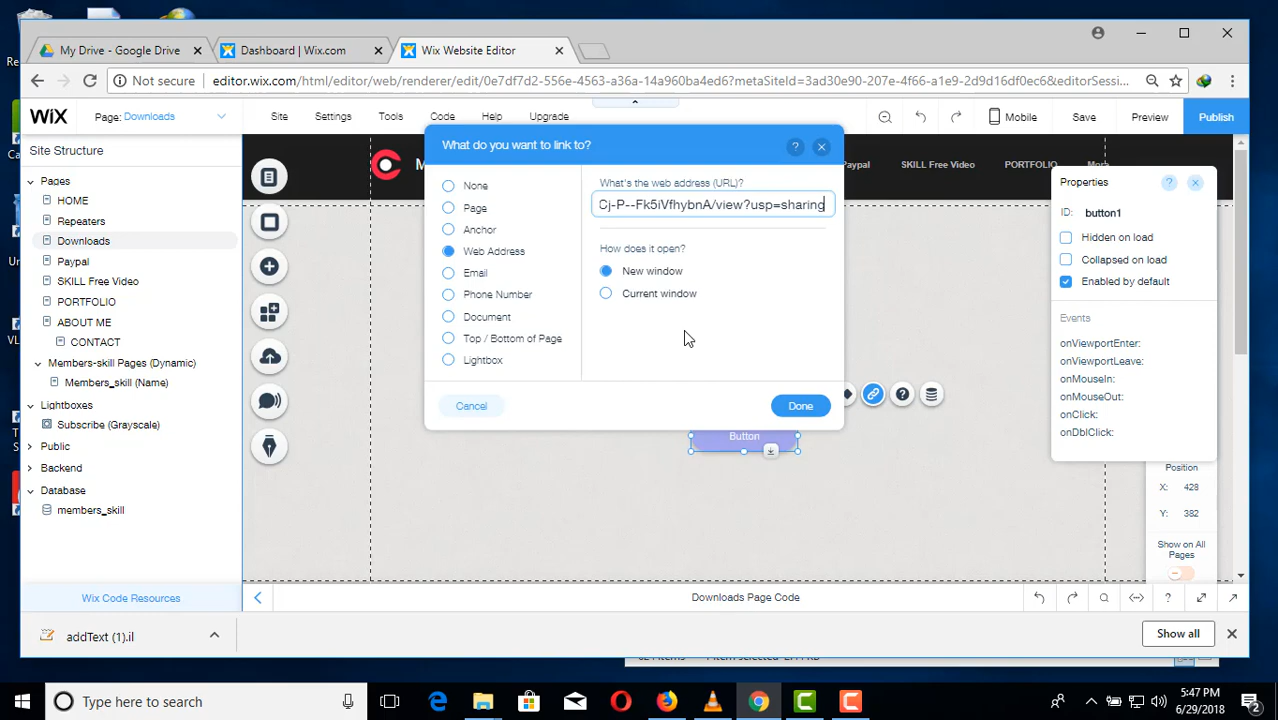 Re
My Drive - Google Drive
Dashboard | Wix.com
Wix Website Editor
Not secure
editor.wix.com/html/editor/web/renderer/edit/0e7df7d2-556e-4563-a36a-14a960ba4ed6?metaSiteId=3ad30e90-207e-4f66-a1e9-2d9d16df0ec6&editorSessi...
WiX
Page: Downloads
Site
Settings
Tools
Code
Help
Upgrade
Mobile
Save
Preview
Publish
Site Structure
What do you want to link to?
M
Paypal
SKILL Free Video
PORTFOLIO
More
Pages
HOME
Repeaters
Downloads
Paypal
SKILL Free Video
PORTFOLIO
ABOUT ME
CONTACT
Members-skill Pages (Dynamic)
Members_skill (Name)
Lightboxes
Subscribe (Grayscale)
Public
Backend
Database
members_skill
Wix Code Resources
None
Page
Anchor
Web Address
Email
Phone Number
Document
Top / Bottom of Page
Lightbox
What's the web address (URL)?
Cj-P--Fk5iVfhybnA/view?usp=sharing
How does it open?
New window
Current window
Cancel
Done
Button
Properties
ID: button1
Hidden on load
Collapsed on load
Enabled by default
Events
onViewportEnter:
onViewportLeave:
onMouseIn:
onMouseOut:
onClick:
onDblClick:
Position
X: 428
Y: 382
Show on All
Pages
Downloads Page Code
addText (1).il
Show all
Type here to search
5:47 PM
6/29/2018
2